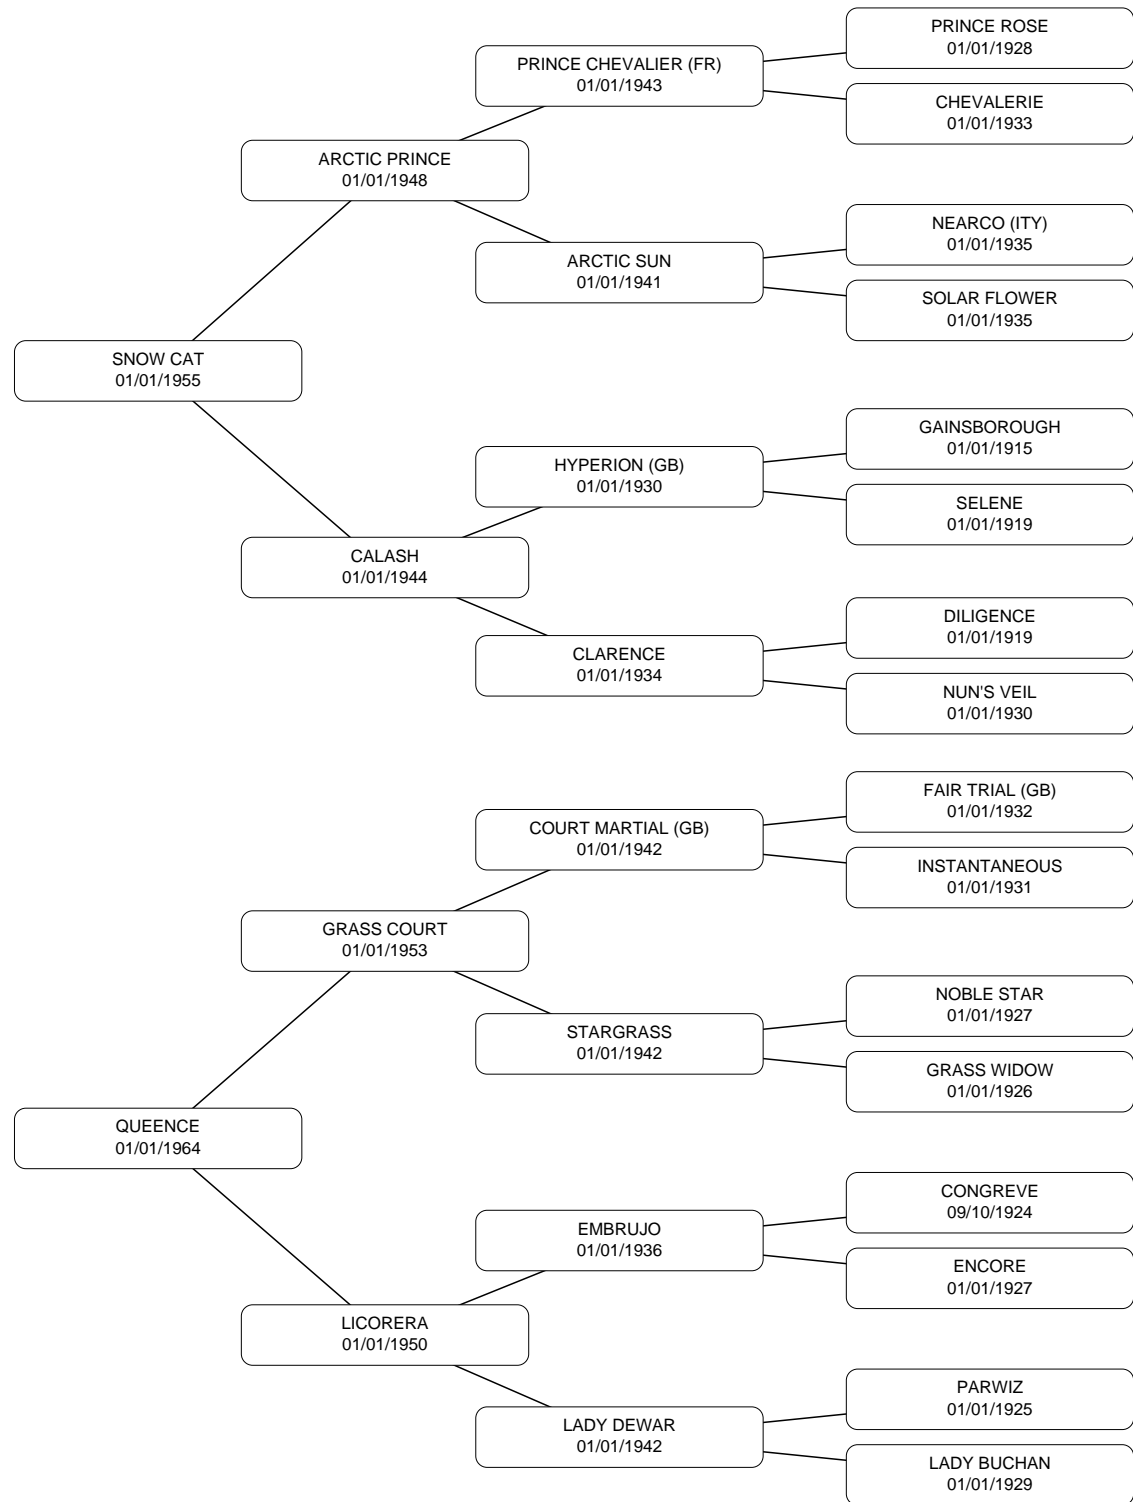 PRINCE ROSE
01/01/1928
PRINCE CHEVALIER (FR)
01/01/1943
CHEVALERIE
01/01/1933
ARCTIC PRINCE
01/01/1948
NEARCO (ITY)
01/01/1935
ARCTIC SUN
01/01/1941
SOLAR FLOWER
01/01/1935
SNOW CAT
01/01/1955
GAINSBOROUGH
01/01/1915
HYPERION (GB)
01/01/1930
SELENE
01/01/1919
CALASH
01/01/1944
DILIGENCE
01/01/1919
CLARENCE
01/01/1934
NUN'S VEIL
01/01/1930
FAIR TRIAL (GB)
01/01/1932
COURT MARTIAL (GB)
01/01/1942
INSTANTANEOUS
01/01/1931
GRASS COURT
01/01/1953
NOBLE STAR
01/01/1927
STARGRASS
01/01/1942
GRASS WIDOW
01/01/1926
QUEENCE
01/01/1964
CONGREVE
09/10/1924
EMBRUJO
01/01/1936
ENCORE
01/01/1927
LICORERA
01/01/1950
PARWIZ
01/01/1925
LADY DEWAR
01/01/1942
LADY BUCHAN
01/01/1929